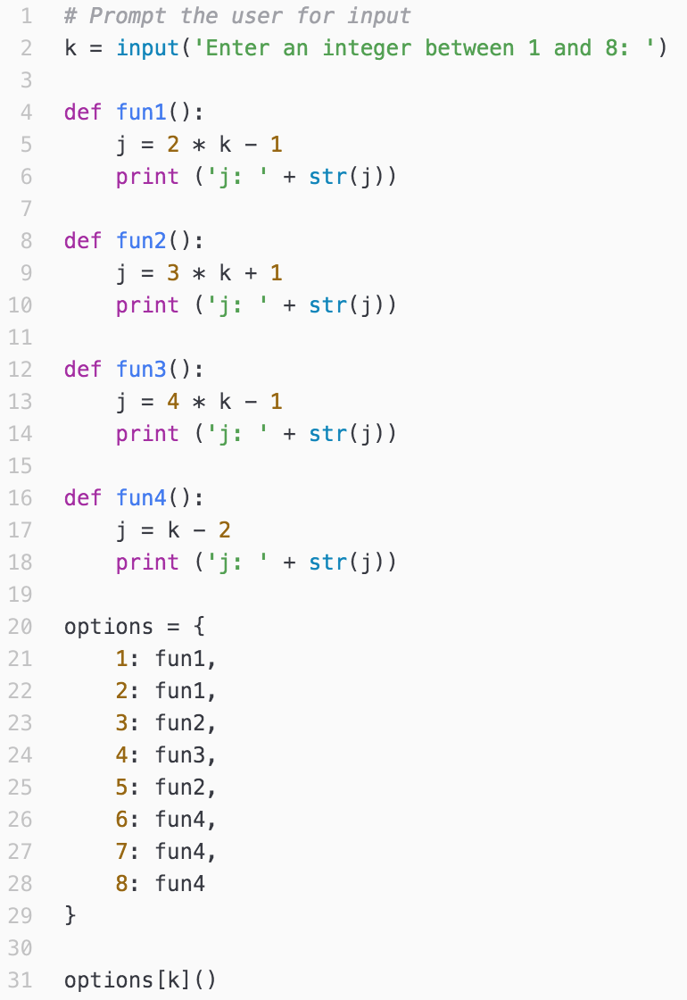 1 # Prompt the user for input
2 k = input('Enter an integer between 1 and 8: ')
3
4 def fun1():
5     j = 2 * k - 1
6     print ('j: ' + str(j))
7
8 def fun2():
9     j = 3 * k + 1
10     print ('j: ' + str(j))
11
12 def fun3():
13     j = 4 * k - 1
14     print ('j: ' + str(j))
15
16 def fun4():
17     j = k - 2
18     print ('j: ' + str(j))
19
20 options = {
21     1: fun1,
22     2: fun1,
23     3: fun2,
24     4: fun3,
25     5: fun2,
26     6: fun4,
27     7: fun4,
28     8: fun4
29 }
30
31 options[k]()